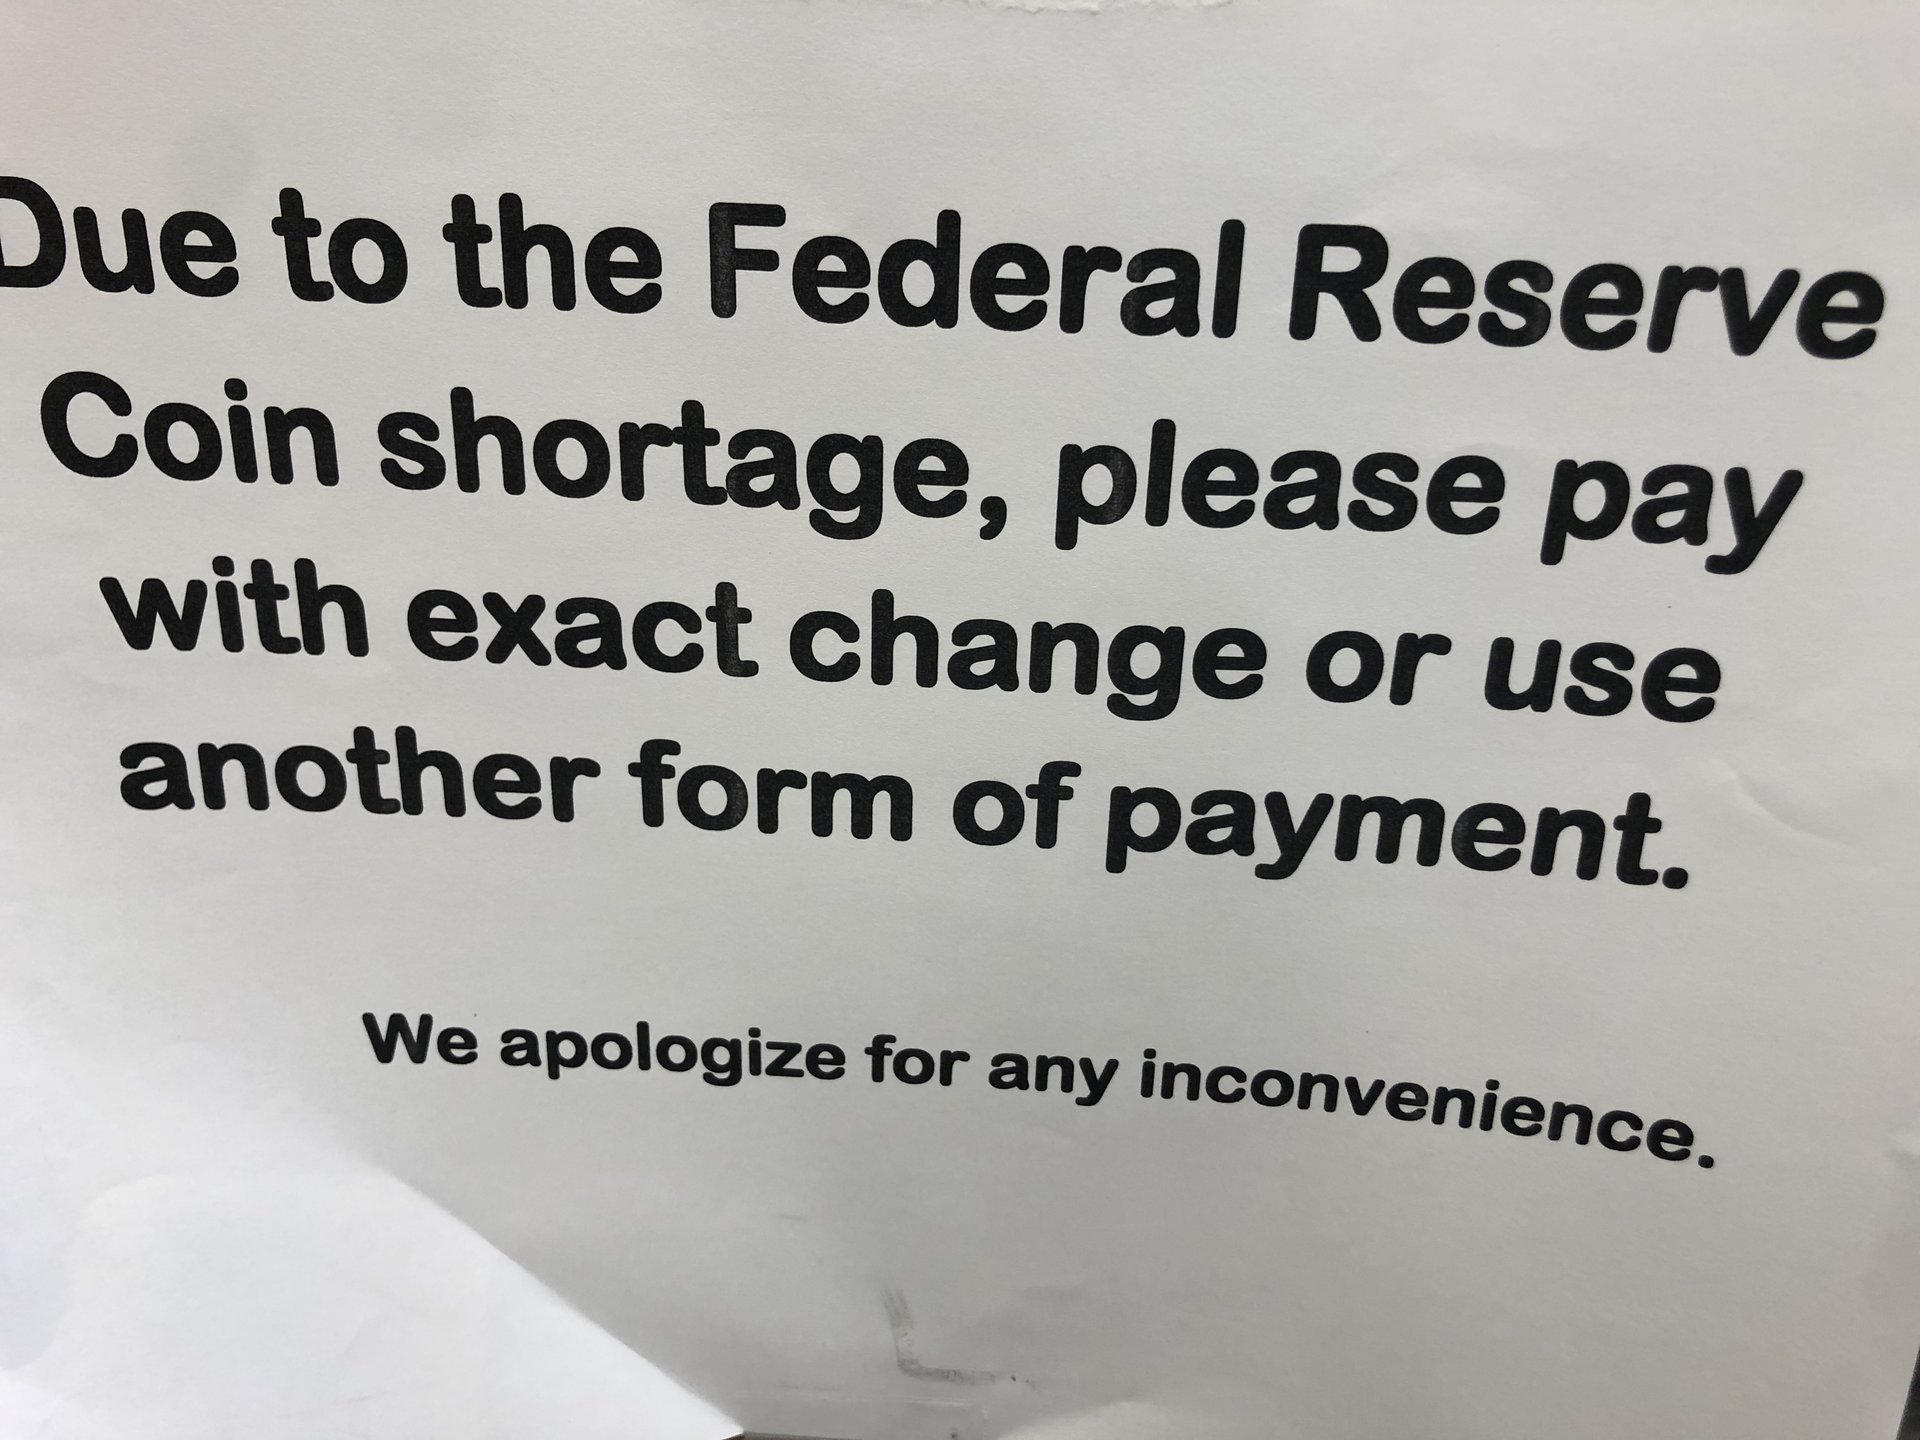 Due to the Federal Reserve
Coin shortage, please pay
with exact change or use
another form of payment.
We apologize for any inconvenience.